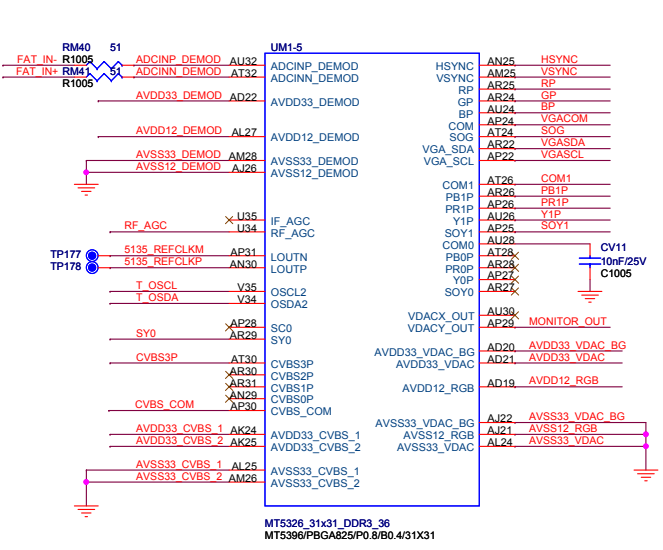 RM40 51
FAT_IN- R1005 ADCINP_DEMOD AU32
FAT_IN+ RM41 51 ADCINN_DEMOD AT32
R1005
AVDD33_DEMOD AD22
AVDD12_DEMOD AL27
AVSS33_DEMOD AM28
AVSS12_DEMOD AJ26
U35
RF_AGC U34
TP177 5135_REFCLKM AP31
TP178 5135_REFCLKP AN30
T_OSCL V35
T_OSDA V34
AP28
SY0 AR29
CVBS3P AT30
AR30
AR31
AN29
CVBS_COM AP30
AVDD33_CVBS_1 AK24
AVDD33_CVBS_2 AK25
AVSS33_CVBS_1 AL25
AVSS33_CVBS_2 AM26
UM1-5
ADCINP_DEMOD
ADCINN_DEMOD
AVDD33_DEMOD
AVDD12_DEMOD
AVSS33_DEMOD
AVSS12_DEMOD
IF_AGC
RF_AGC
LOUTN
LOUTP
OSCL2
OSDA2
SC0
SY0
CVBS3P
CVBS2P
CVBS1P
CVBS0P
CVBS_COM
AVDD33_CVBS_1
AVDD33_CVBS_2
AVSS33_CVBS_1
AVSS33_CVBS_2
HSYNC AN25 HSYNC
VSYNC AM25 VSYNC
RP AR25 RP
GP AR24 GP
BP AU24 BP
COM AP24 VGACOM
SOG AT24 SOG
VGA_SDA AR22 VGASDA
VGA_SCL AP22 VGASCL
COM1 AT26 COM1
PB1P AR26 PB1P
PR1P AP26 PR1P
Y1P AU26 Y1P
SOY1 AP25 SOY1
COM0 AU28
PB0P AT28
PR0P AR28
Y0P AP27
SOY0 AR27
CV11
10nF/25V
C1005
VDACX_OUT AU30
VDACY_OUT AP29 MONITOR_OUT
AVDD33_VDAC_BG AD20 AVDD33_VDAC_BG
AVDD33_VDAC AD21 AVDD33_VDAC
AVDD12_RGB AD19 AVDD12_RGB
AVSS33_VDAC_BG AJ22 AVSS33_VDAC_BG
AVSS12_RGB AJ21 AVSS12_RGB
AVSS33_VDAC AL24 AVSS33_VDAC
MT5326_31x31_DDR3_36
MT5396/PBGA825/P0.8/B0.4/31X31